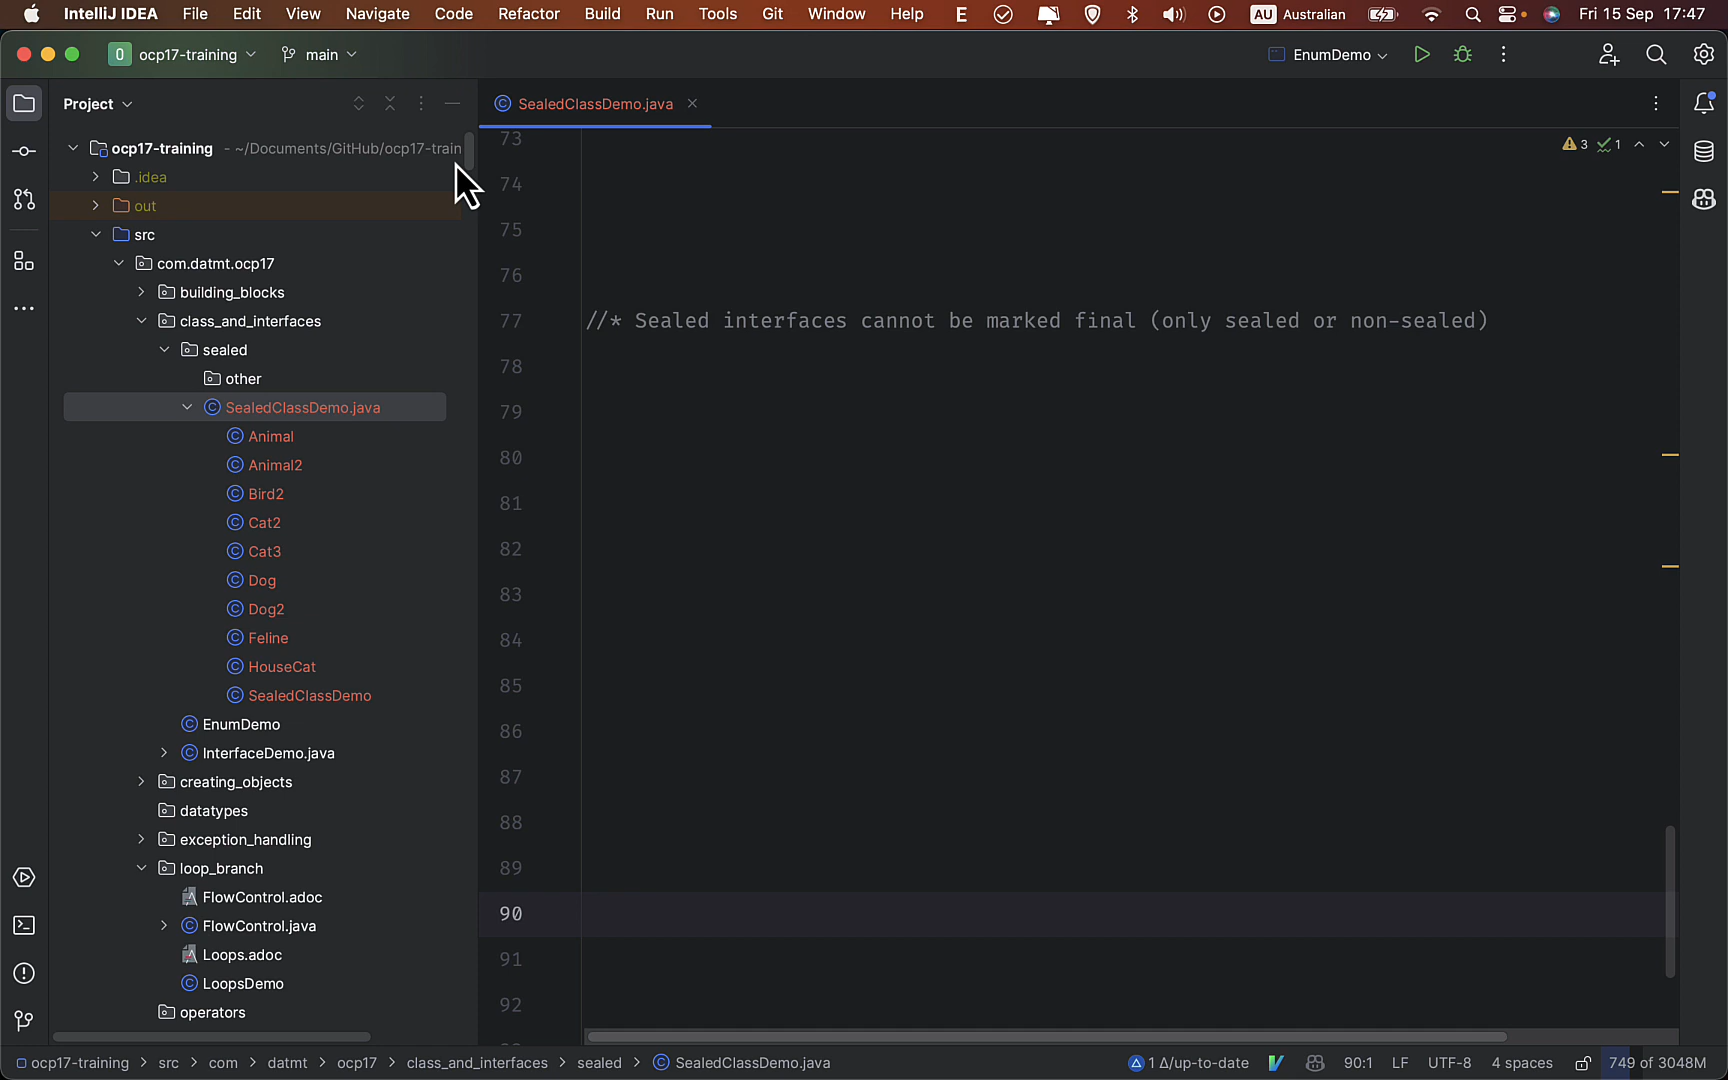 IntelliJ IDEA File Edit View Navigate Code Refactor Build Run Tools Git Window Help E AU Australian Fri 15 Sep 17:47
0 ocp17-training main EnumDemo
Project
SealedClassDemo.java
ocp17-training - ~/Documents/GitHub/ocp17-train
.idea
out
src
com.datmt.ocp17
building_blocks
class_and_interfaces
sealed
other
SealedClassDemo.java
Animal
Animal2
Bird2
Cat2
Cat3
Dog
Dog2
Feline
HouseCat
SealedClassDemo
EnumDemo
InterfaceDemo.java
creating_objects
datatypes
exception_handling
loop_branch
FlowControl.adoc
FlowControl.java
Loops.adoc
LoopsDemo
operators
3 1
73
74
75
76
77 //* Sealed interfaces cannot be marked final (only sealed or non-sealed)
78
79
80
81
82
83
84
85
86
87
88
89
90
91
92
ocp17-training > src > com > datmt > ocp17 > class_and_interfaces > sealed > SealedClassDemo.java 1 Δ/up-to-date 90:1 LF UTF-8 4 spaces 749 of 3048M